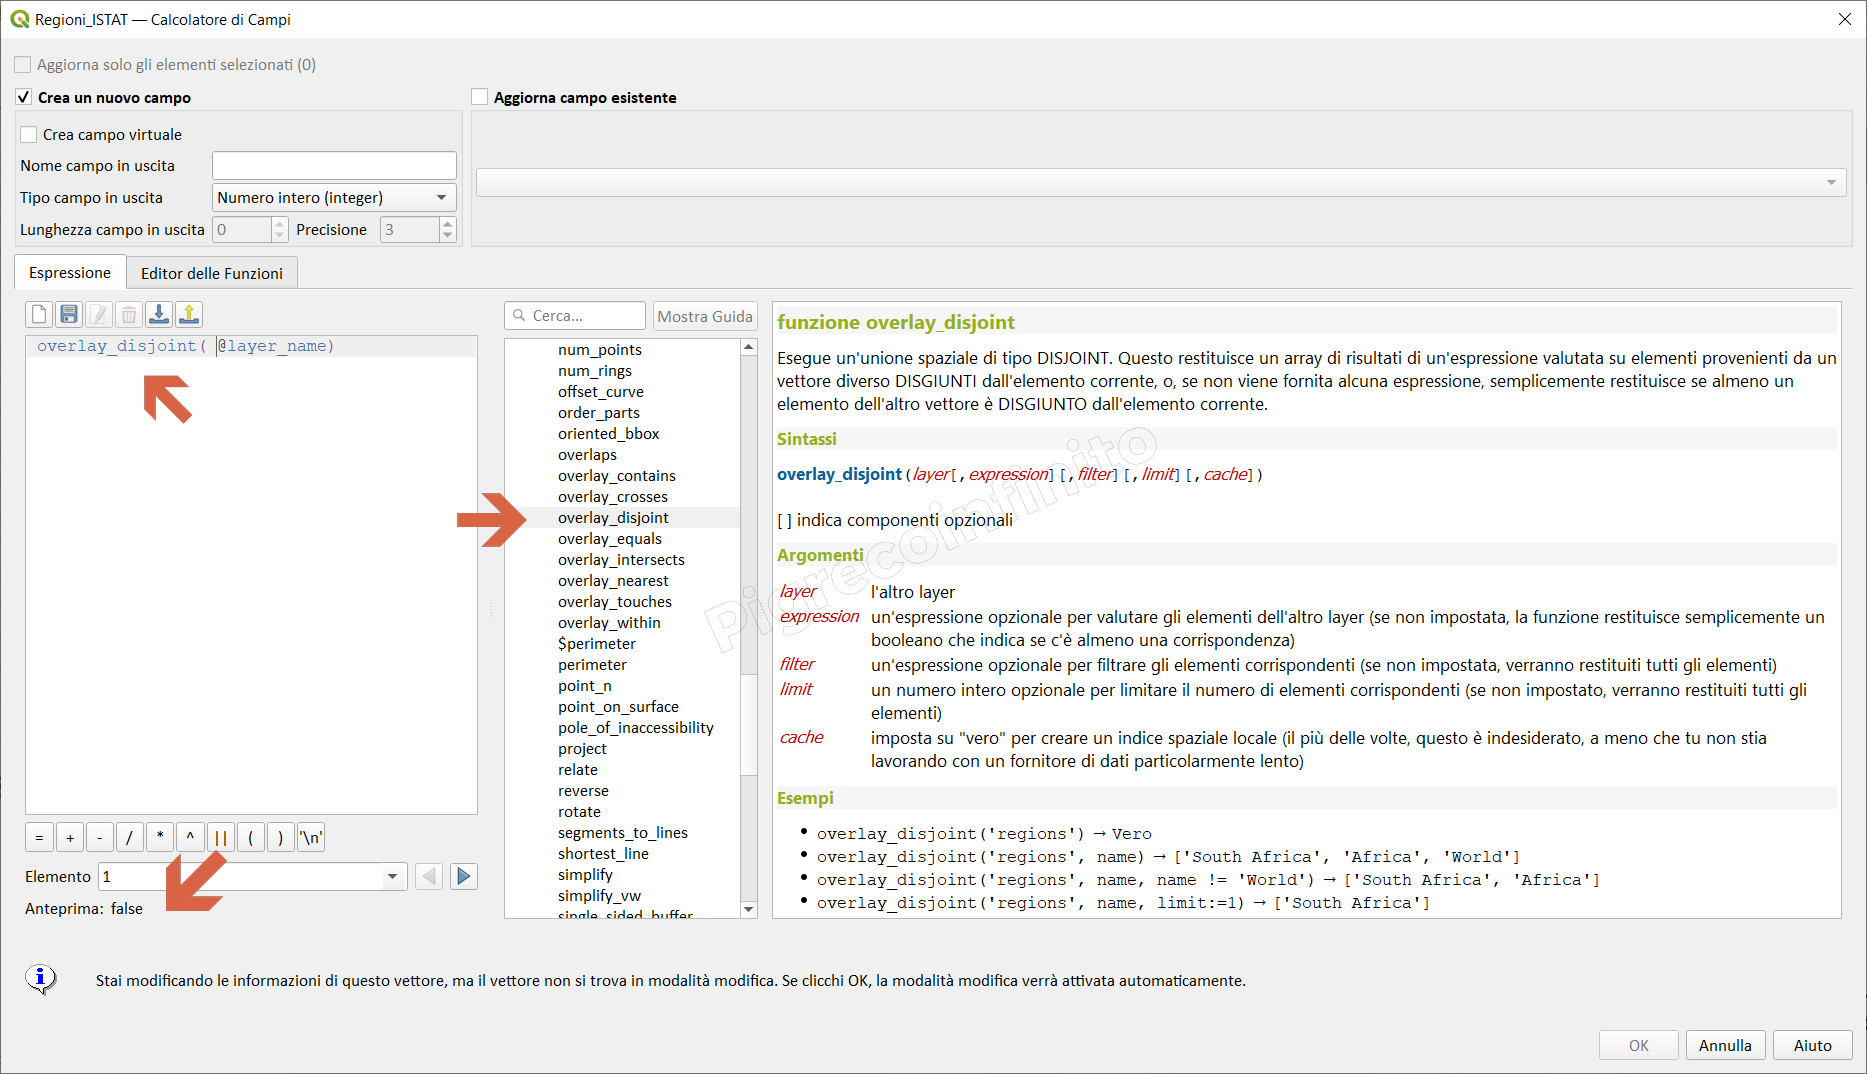 Regioni_ISTAT — Calcolatore di Campi
Aggiorna solo gli elementi selezionati (0)
Crea un nuovo campo
Aggiorna campo esistente
Crea campo virtuale
Nome campo in uscita
Tipo campo in uscita
Numero intero (integer)
Lunghezza campo in uscita
0
Precisione
3
Espressione
Editor delle Funzioni
Cerca...
Mostra Guida
overlay_disjoint( @layer_name)
= + - / * ^ || ( ) '\n'
Elemento
1
Anteprima: false
num_points
num_rings
offset_curve
order_parts
oriented_bbox
overlaps
overlay_contains
overlay_crosses
overlay_disjoint
overlay_equals
overlay_intersects
overlay_nearest
overlay_touches
overlay_within
$perimeter
perimeter
point_n
point_on_surface
pole_of_inaccessibility
project
relate
reverse
rotate
segments_to_lines
shortest_line
simplify
simplify_vw
single_sided_buffer
funzione overlay_disjoint
Esegue un'unione spaziale di tipo DISJOINT. Questo restituisce un array di risultati di un'espressione valutata su elementi provenienti da un
vettore diverso DISGIUNTI dall'elemento corrente, o, se non viene fornita alcuna espressione, semplicemente restituisce se almeno un
elemento dell'altro vettore è DISGIUNTO dall'elemento corrente.
Sintassi
overlay_disjoint(layer[,expression][,filter][,limit][,cache])
[ ] indica componenti opzionali
Argomenti
layer l'altro layer
expression un'espressione opzionale per valutare gli elementi dell'altro layer (se non impostata, la funzione restituisce semplicemente un
booleano che indica se c'è almeno una corrispondenza)
filter un'espressione opzionale per filtrare gli elementi corrispondenti (se non impostata, verranno restituiti tutti gli elementi)
limit un numero intero opzionale per limitare il numero di elementi corrispondenti (se non impostato, verranno restituiti tutti gli
elementi)
cache imposta su "vero" per creare un indice spaziale locale (il più delle volte, questo è indesiderato, a meno che tu non stia
lavorando con un fornitore di dati particolarmente lento)
Esempi
• overlay_disjoint('regions') → Vero
• overlay_disjoint('regions', name) → ['South Africa', 'Africa', 'World']
• overlay_disjoint('regions', name, name != 'World') → ['South Africa', 'Africa']
• overlay_disjoint('regions', name, limit:=1) → ['South Africa']
Pigrecoinfinito
Stai modificando le informazioni di questo vettore, ma il vettore non si trova in modalità modifica. Se clicchi OK, la modalità modifica verrà attivata automaticamente.
OK
Annulla
Aiuto